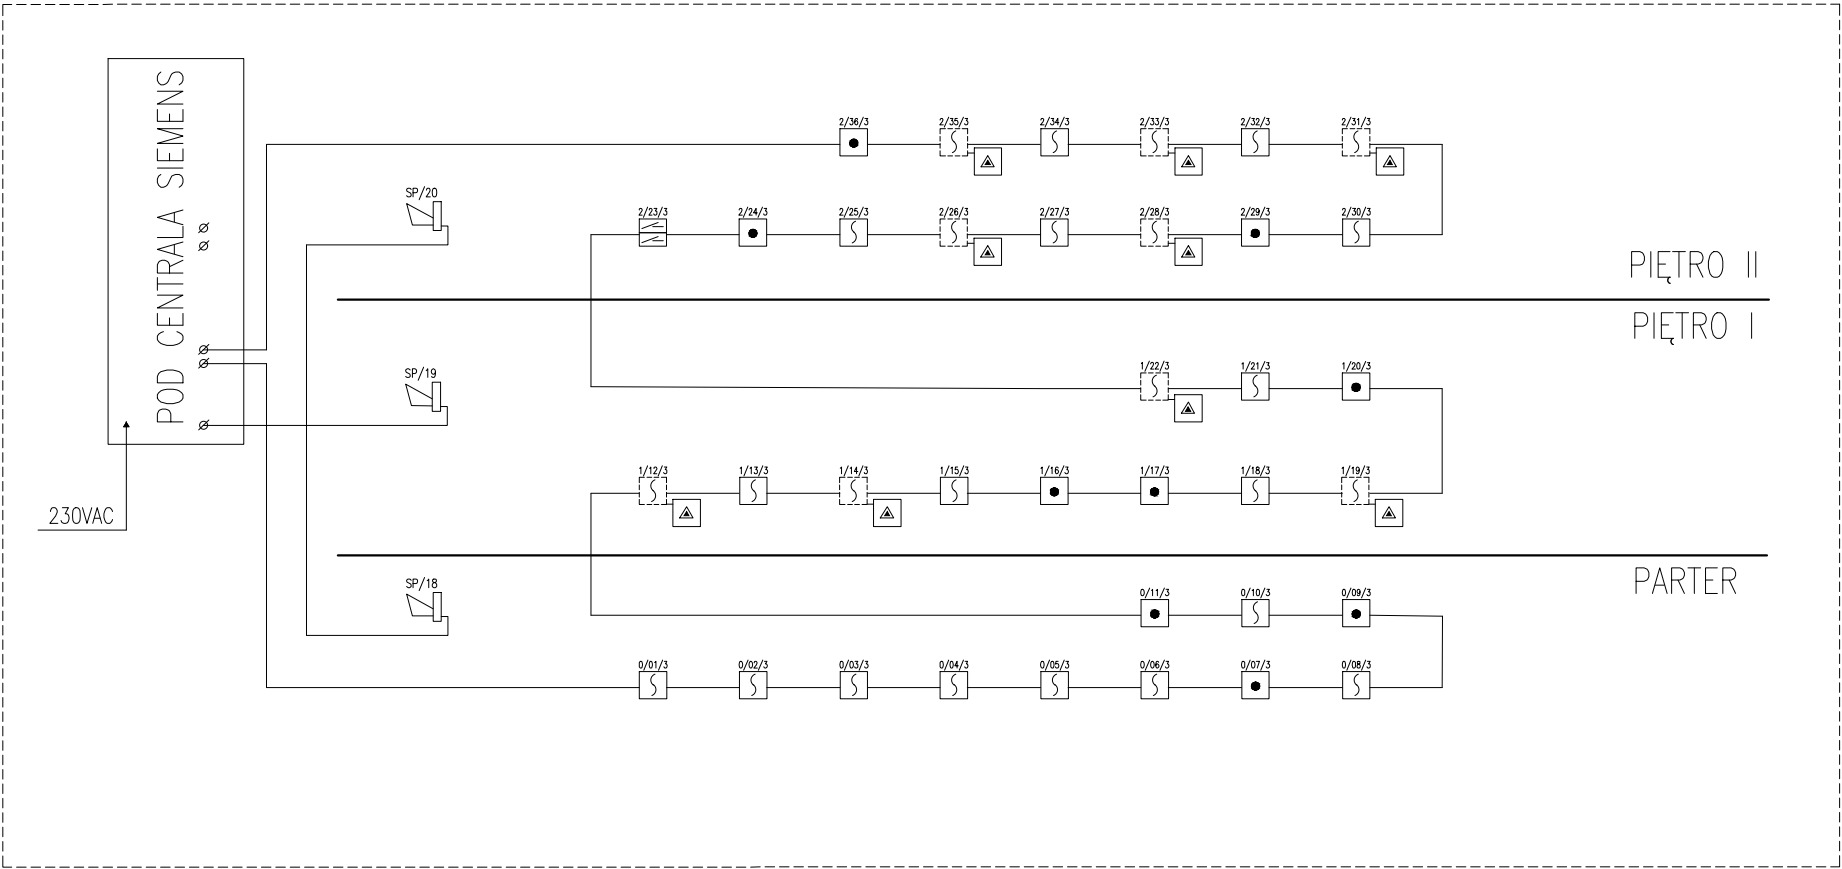 POD CENTRALA SIEMENS
230VAC
2/36/3 2/35/3 2/34/3 2/33/3 2/32/3 2/31/3
SP/20
2/23/3 2/24/3 2/25/3 2/26/3 2/27/3 2/28/3 2/29/3 2/30/3
PIĘTRO II
PIĘTRO I
SP/19
1/22/3 1/21/3 1/20/3
1/12/3 1/13/3 1/14/3 1/15/3 1/16/3 1/17/3 1/18/3 1/19/3
PARTER
SP/18
0/11/3 0/10/3 0/09/3
0/01/3 0/02/3 0/03/3 0/04/3 0/05/3 0/06/3 0/07/3 0/08/3